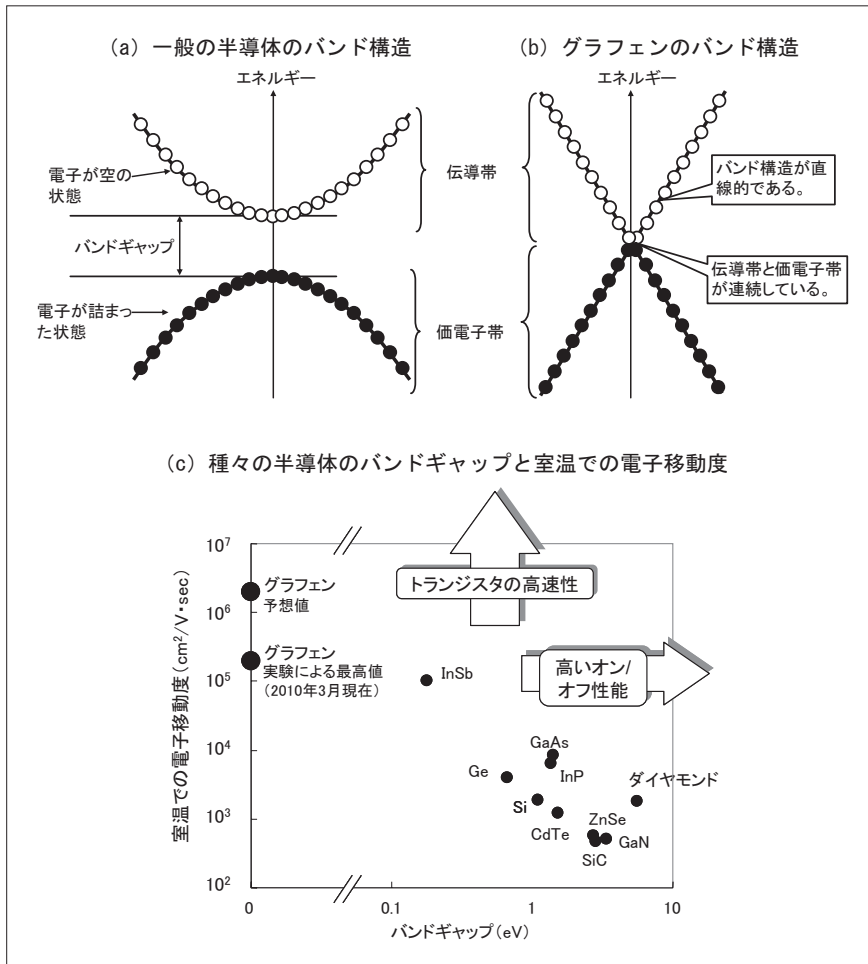 (a) 一般の半導体のバンド構造
(b) グラフェンのバンド構造
エネルギー
エネルギー
電子が空の
状態
伝導帯
バンド構造が直
線的である。
バンドギャップ
伝導帯と価電子帯
が連続している。
電子が詰まっ
た状態
価電子帯
(c) 種々の半導体のバンドギャップと室温での電子移動度
室温での電子移動度(cm²/V・sec)
10⁷
10⁶
10⁵
10⁴
10³
10²
グラフェン
予想値
トランジスタの高速性
グラフェン
実験による最高値
(2010年3月現在)
InSb
高いオン/
オフ性能
GaAs
Ge
InP
ダイヤモンド
Si
CdTe
ZnSe
GaN
SiC
0
0.1
1
10
バンドギャップ(eV)